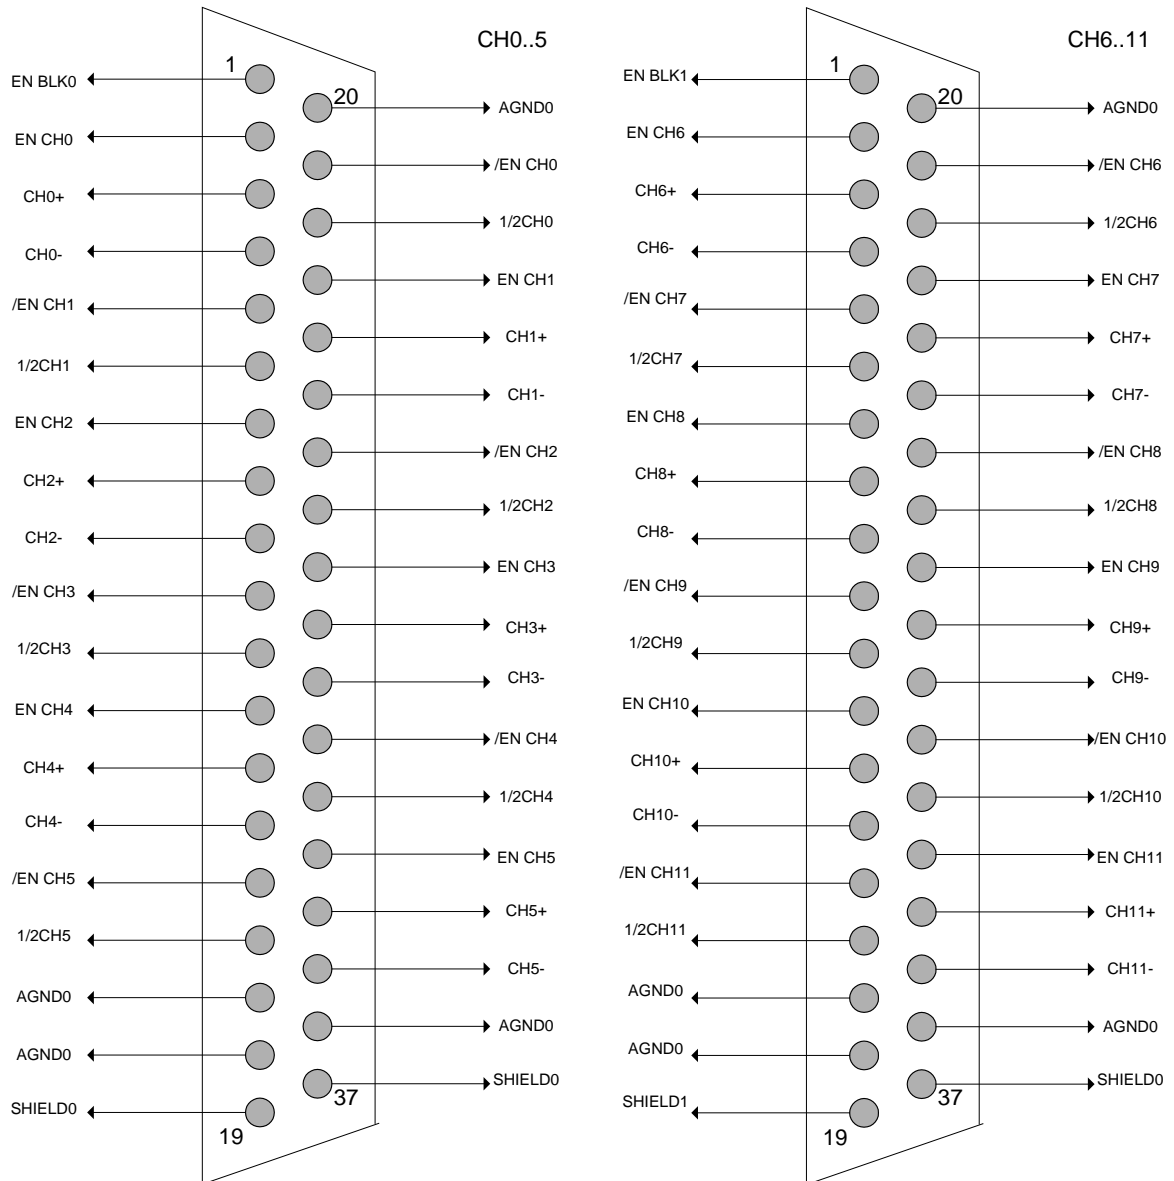 CH0..5
1
EN BLK0
20
AGND0
EN CH0
/EN CH0
CH0+
1/2CH0
CH0-
EN CH1
/EN CH1
CH1+
1/2CH1
CH1-
EN CH2
/EN CH2
CH2+
1/2CH2
CH2-
EN CH3
/EN CH3
CH3+
1/2CH3
CH3-
EN CH4
/EN CH4
CH4+
1/2CH4
CH4-
EN CH5
/EN CH5
CH5+
1/2CH5
CH5-
AGND0
AGND0
AGND0
SHIELD0
37
SHIELD0
19
CH6..11
1
EN BLK1
20
AGND0
EN CH6
/EN CH6
CH6+
1/2CH6
CH6-
EN CH7
/EN CH7
CH7+
1/2CH7
CH7-
EN CH8
/EN CH8
CH8+
1/2CH8
CH8-
EN CH9
/EN CH9
CH9+
1/2CH9
CH9-
EN CH10
/EN CH10
CH10+
1/2CH10
CH10-
EN CH11
/EN CH11
CH11+
1/2CH11
CH11-
AGND0
AGND0
AGND0
SHIELD0
37
SHIELD1
19